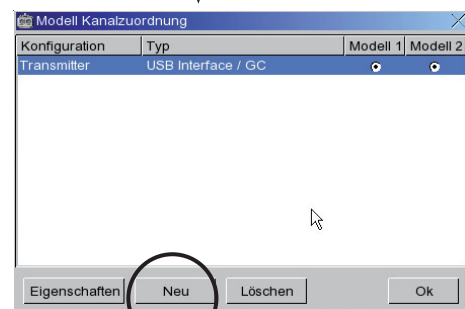 Modell Kanalzuordnung
Konfiguration Typ Modell 1 Modell 2
Transmitter USB Interface / GC
Eigenschaften Neu Löschen Ok